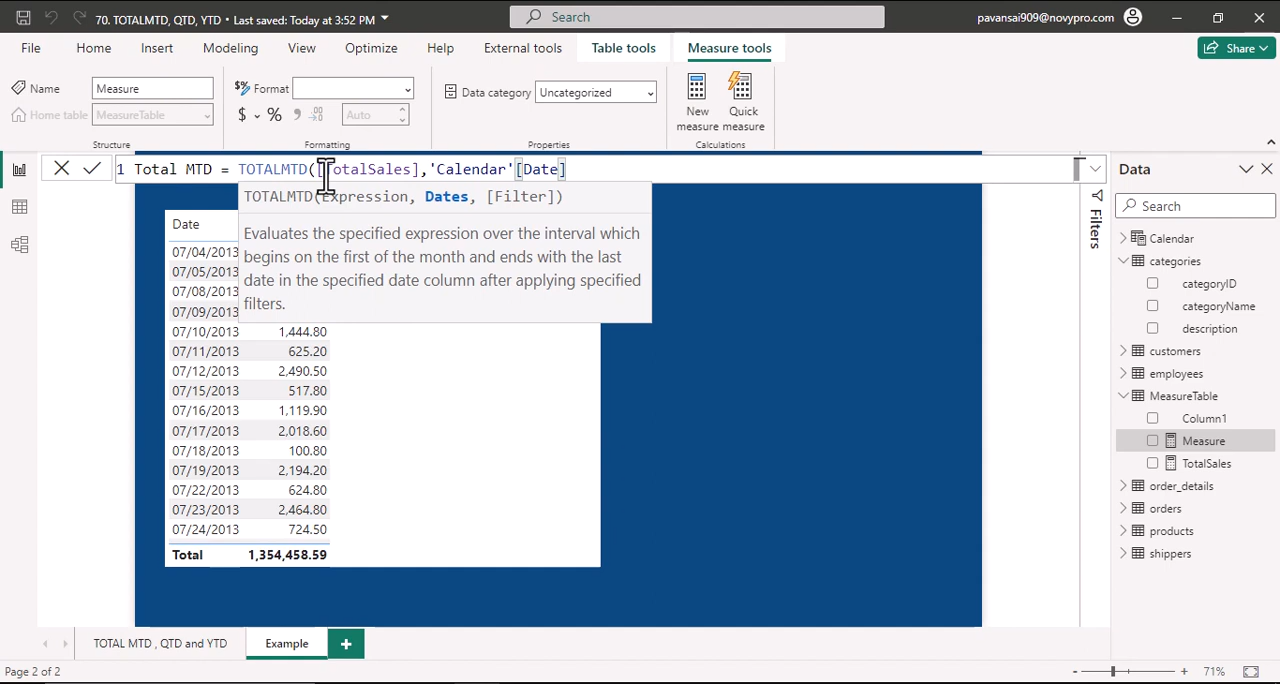 70. TOTALMTD, QTD, YTD • Last saved: Today at 3:52 PM
Search
pavansai909@novypro.com
File
Home
Insert
Modeling
View
Optimize
Help
External tools
Table tools
Measure tools
Share
Name
Measure
Home table
MeasureTable
Structure
Format
$
%
Auto
Formatting
Data category
Uncategorized
Properties
New measure
Quick measure
Calculations
1 Total MTD = TOTALMTD([TotalSales],'Calendar'[Date]
TOTALMTD(Expression, Dates, [Filter])
Evaluates the specified expression over the interval which
begins on the first of the month and ends with the last
date in the specified date column after applying specified
filters.
Date
07/04/2013
07/05/2013
07/08/2013
07/09/2013
07/10/2013 1,444.80
07/11/2013 625.20
07/12/2013 2,490.50
07/15/2013 517.80
07/16/2013 1,119.90
07/17/2013 2,018.60
07/18/2013 100.80
07/19/2013 2,194.20
07/22/2013 624.80
07/23/2013 2,464.80
07/24/2013 724.50
Total 1,354,458.59
Filters
Data
Search
Calendar
categories
categoryID
categoryName
description
customers
employees
MeasureTable
Column1
Measure
TotalSales
order_details
orders
products
shippers
TOTAL MTD , QTD and YTD
Example
+
Page 2 of 2
- + 71%